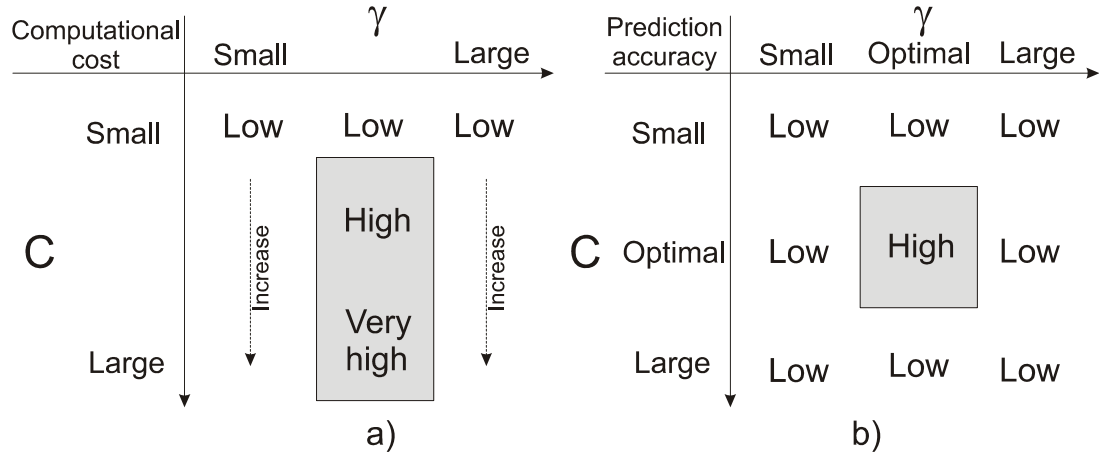 Computational
cost
γ
Small
Large
Small
Low
Low
Low
C
Increase
High
Increase
Very
high
Large
a)
Prediction
accuracy
γ
Small
Optimal
Large
Small
Low
Low
Low
C
Optimal
Low
High
Low
Large
Low
Low
Low
b)